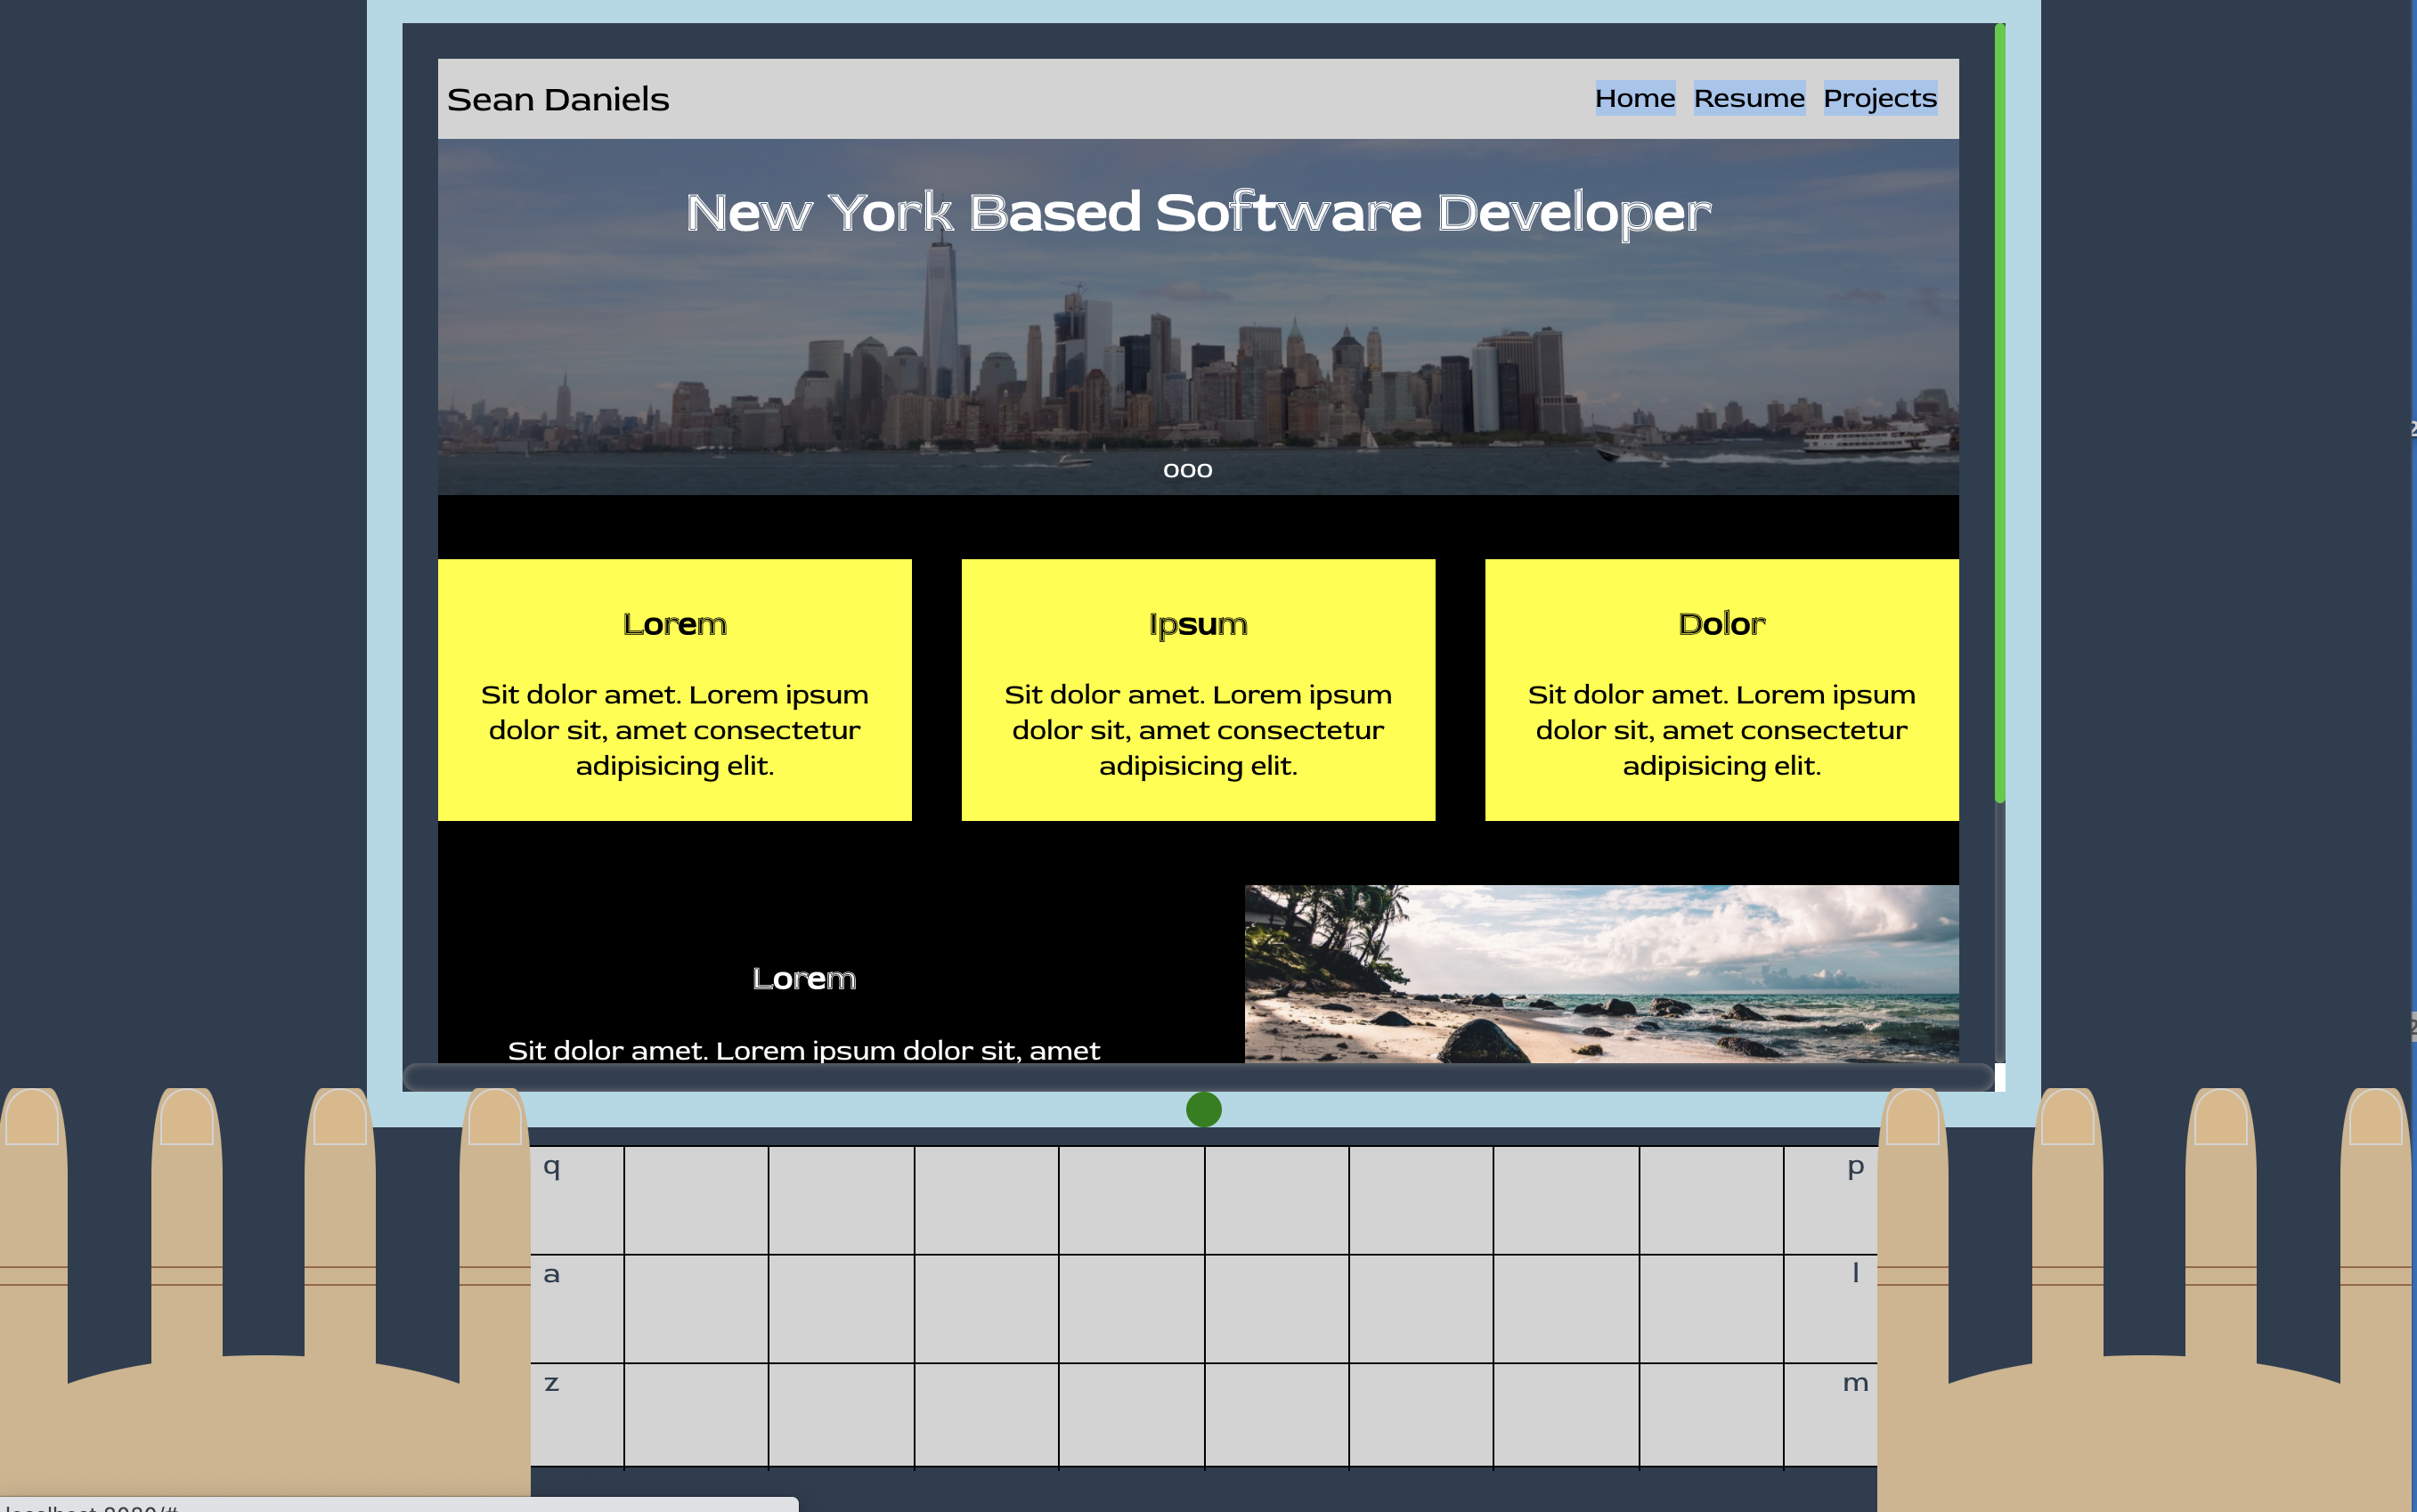 Sean Daniels
Home Resume Projects
New York Based Software Developer
ooo
Lorem
Sit dolor amet. Lorem ipsum
dolor sit, amet consectetur
adipisicing elit.
Ipsum
Sit dolor amet. Lorem ipsum
dolor sit, amet consectetur
adipisicing elit.
Dolor
Sit dolor amet. Lorem ipsum
dolor sit, amet consectetur
adipisicing elit.
Lorem
Sit dolor amet. Lorem ipsum dolor sit, amet
q p
a l
z m
localhost:8080/#